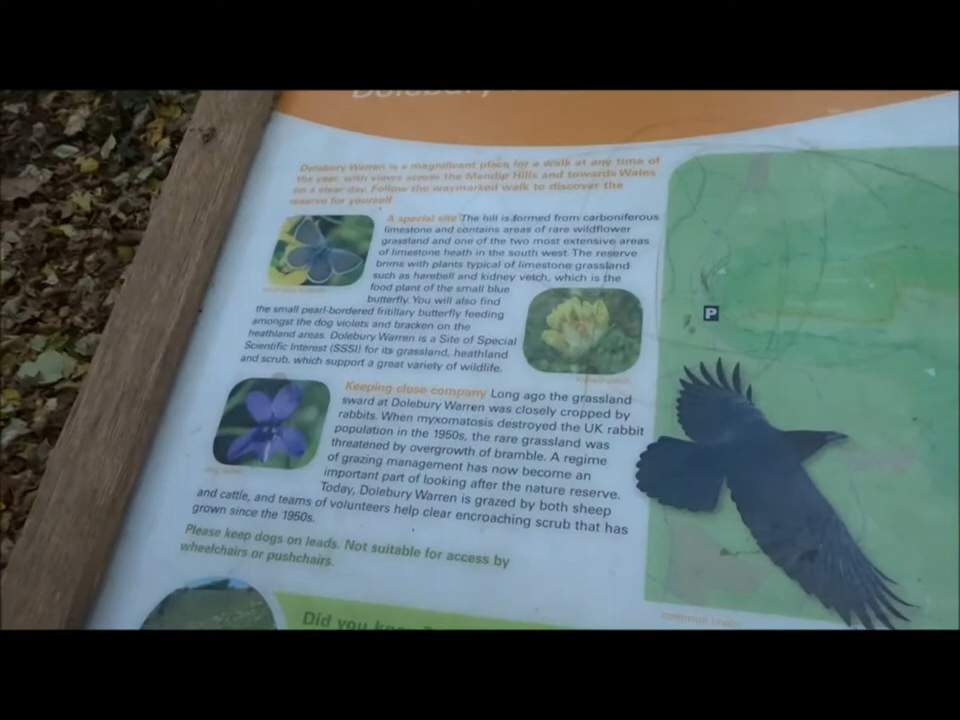 Dolebury
Dolebury Warren is a magnificent place for a walk at any time of
the year, with views across the Mendip Hills and towards Wales
on a clear day. Follow the waymarked walk to discover the
reserve for yourself
A special site The hill is formed from carboniferous
limestone and contains areas of rare wildflower
grassland and one of the two most extensive areas
of limestone heath in the south west. The reserve
brims with plants typical of limestone grassland
such as harebell and kidney vetch, which is the
food plant of the small blue
butterfly. You will also find
the small pearl-bordered fritillary butterfly feeding
amongst the dog violets and bracken on the
heathland areas. Dolebury Warren is a Site of Special
Scientific Interest (SSSI) for its grassland, heathland
and scrub, which support a great variety of wildlife.
Keeping close company Long ago the grassland
sward at Dolebury Warren was closely cropped by
rabbits. When myxomatosis destroyed the UK rabbit
population in the 1950s, the rare grassland was
threatened by overgrowth of bramble. A regime
of grazing management has now become an
important part of looking after the nature reserve.
Today, Dolebury Warren is grazed by both sheep
and cattle, and teams of volunteers help clear encroaching scrub that has
grown since the 1950s.
Please keep dogs on leads. Not suitable for access by
wheelchairs or pushchairs.
Did you know?
P